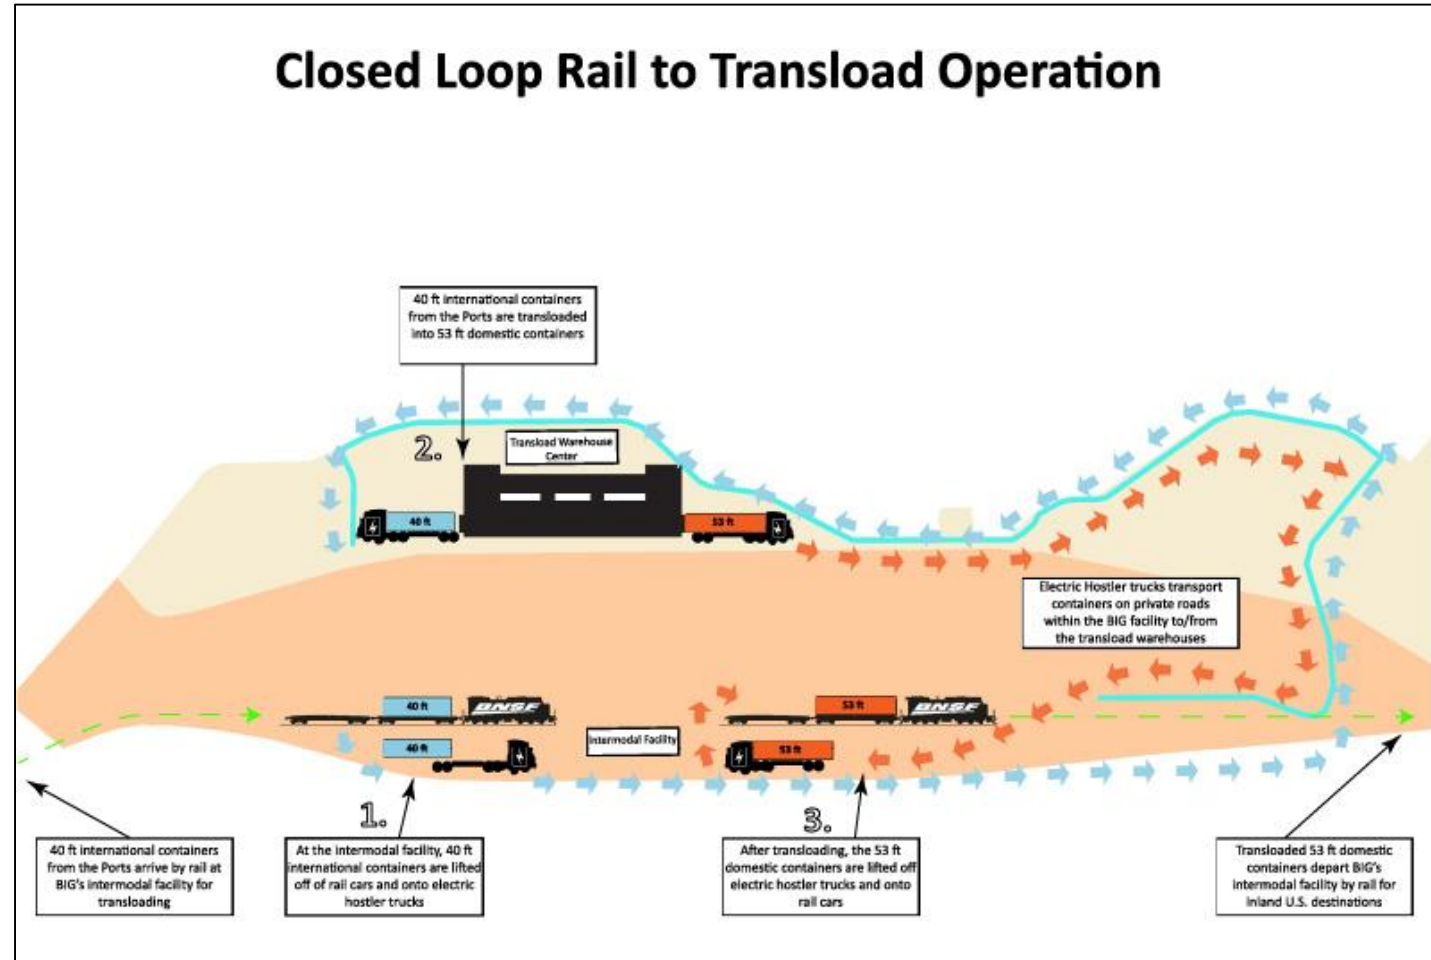 Closed Loop Rail to Transload Operation
40 ft international containers
from the Ports are transloaded
into 53 ft domestic containers
2.
Transload Warehouse
Center
40 ft
53 ft
Electric Hostler trucks transport
containers on private roads
within the BIG facility to/from
the transload warehouses
40 ft
BNSF
53 ft
BNSF
40 ft
Intermodal Facility
53 ft
1.
3.
40 ft international containers
from the Ports arrive by rail at
BIG's intermodal facility for
transloading
At the intermodal facility, 40 ft
international containers are lifted
off of rail cars and onto electric
hostler trucks
After transloading, the 53 ft
domestic containers are lifted off
electric hostler trucks and onto
rail cars
Transloaded 53 ft domestic
containers depart BIG's
intermodal facility by rail for
Inland U.S. destinations